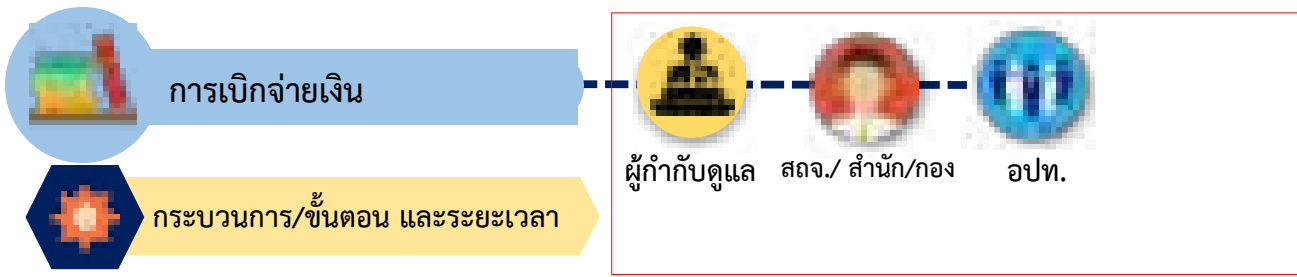 การเบิกจ่ายเงิน
ผู้กำกับดูแล สถจ./ สำนัก/กอง อปท.
กระบวนการ/ขั้นตอน และระยะเวลา